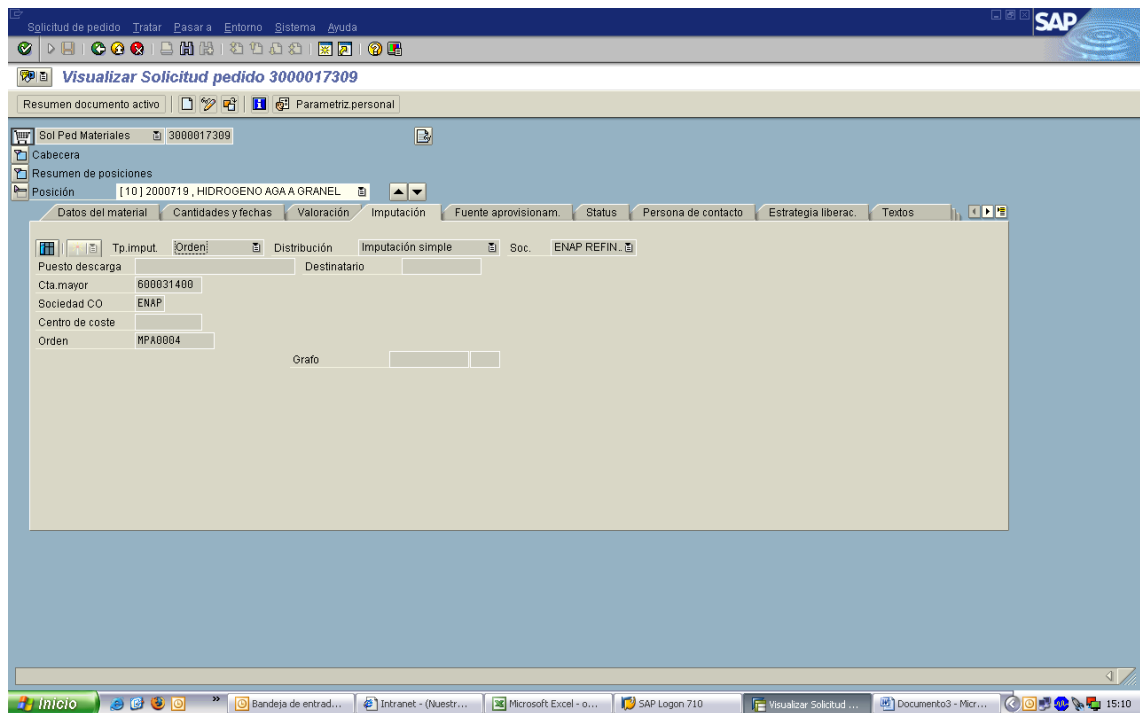 Solicitud de pedido Tratar Pasar a Entorno Sistema Ayuda
SAP
Visualizar Solicitud pedido 3000017309
Resumen documento activo Parametriz.personal
Sol Ped Materiales 3000017309
Cabecera
Resumen de posiciones
Posición [ 10 ] 2000719 , HIDROGENO AGA A GRANEL
Datos del material Cantidades y fechas Valoración Imputación Fuente aprovisionam. Status Persona de contacto Estrategia liberac. Textos
Tp.imput. Orden Distribución Imputación simple Soc. ENAP REFIN..
Puesto descarga Destinatario
Cta.mayor 600031400
Sociedad CO ENAP
Centro de coste
Orden MPA0004
Grafo
Inicio » Bandeja de entrad... Intranet - (Nuestr... Microsoft Excel - o... SAP Logon 710 Visualizar Solicitud ... Documento3 - Micr... 15:10